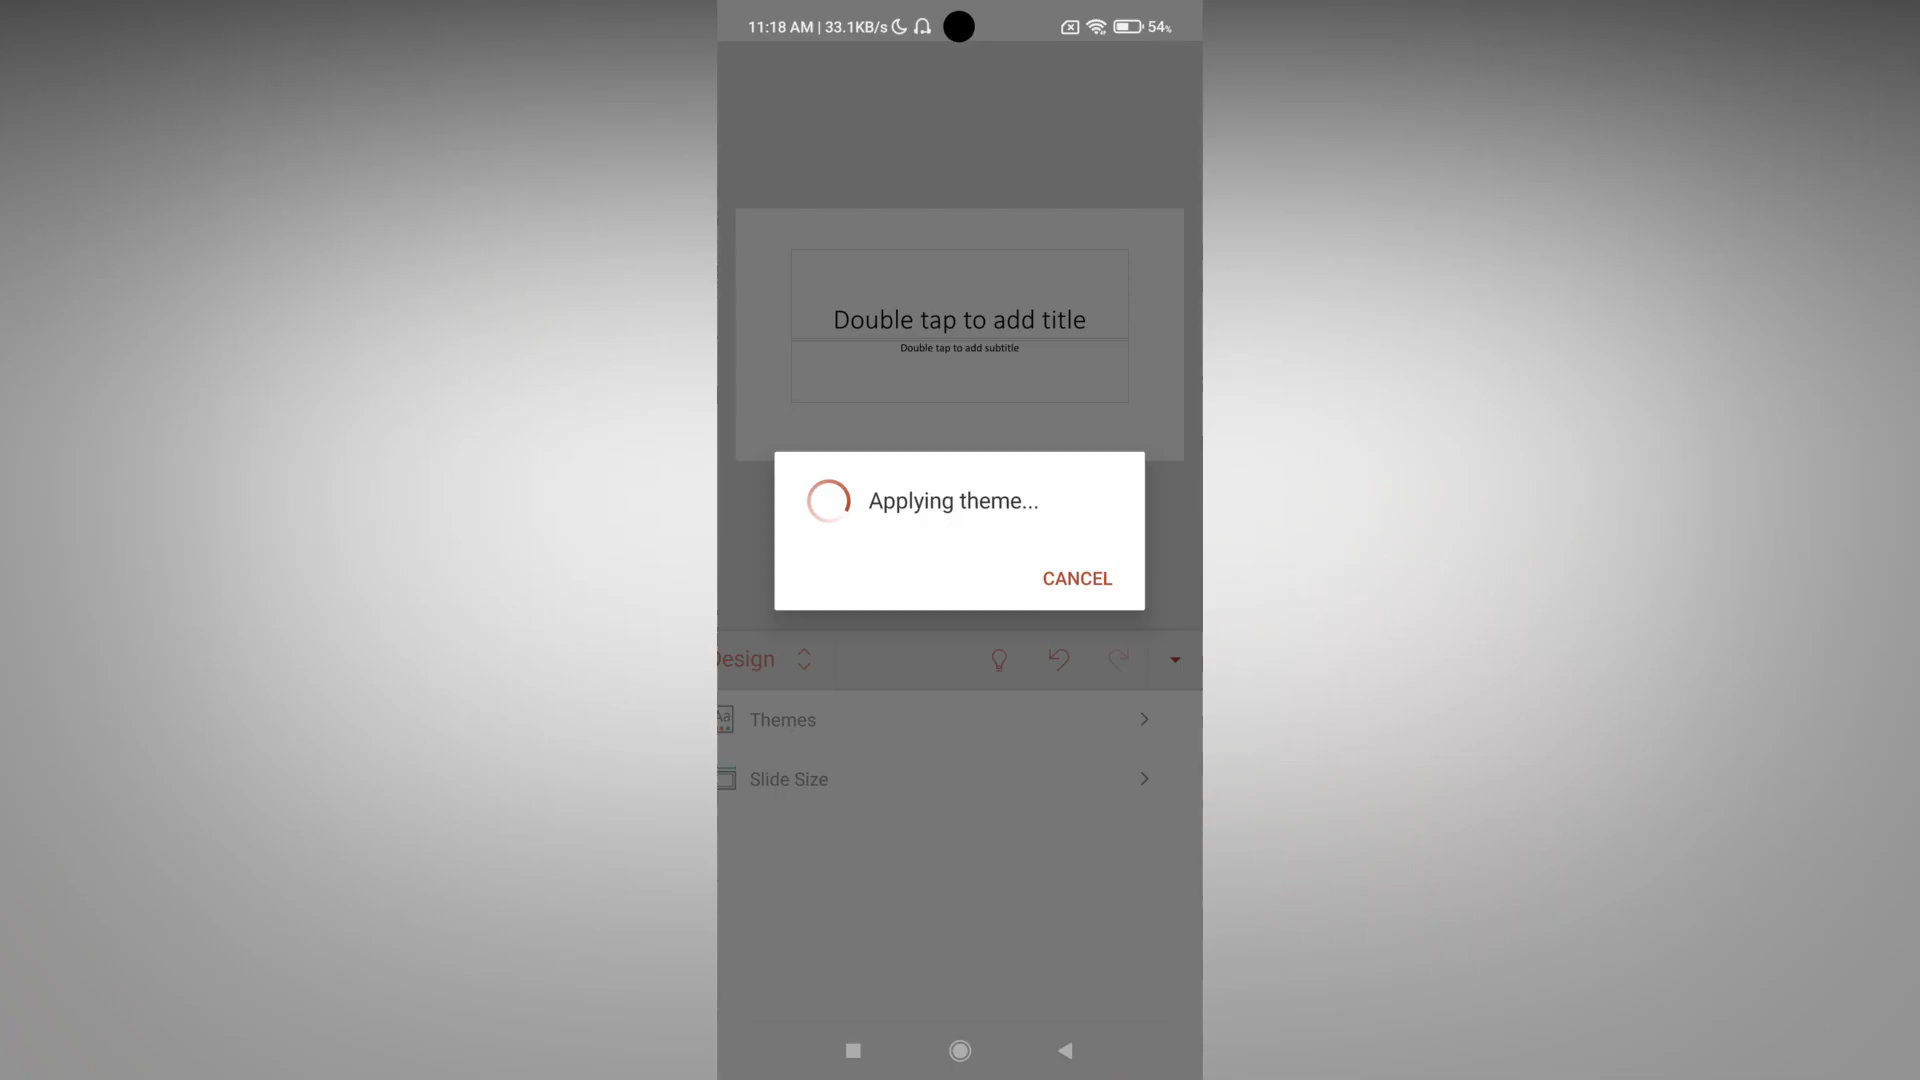 11:18 AM | 33.1KB/s 54%
Double tap to add title
Double tap to add subtitle
Applying theme...
CANCEL
Design
Aa Themes
Slide Size